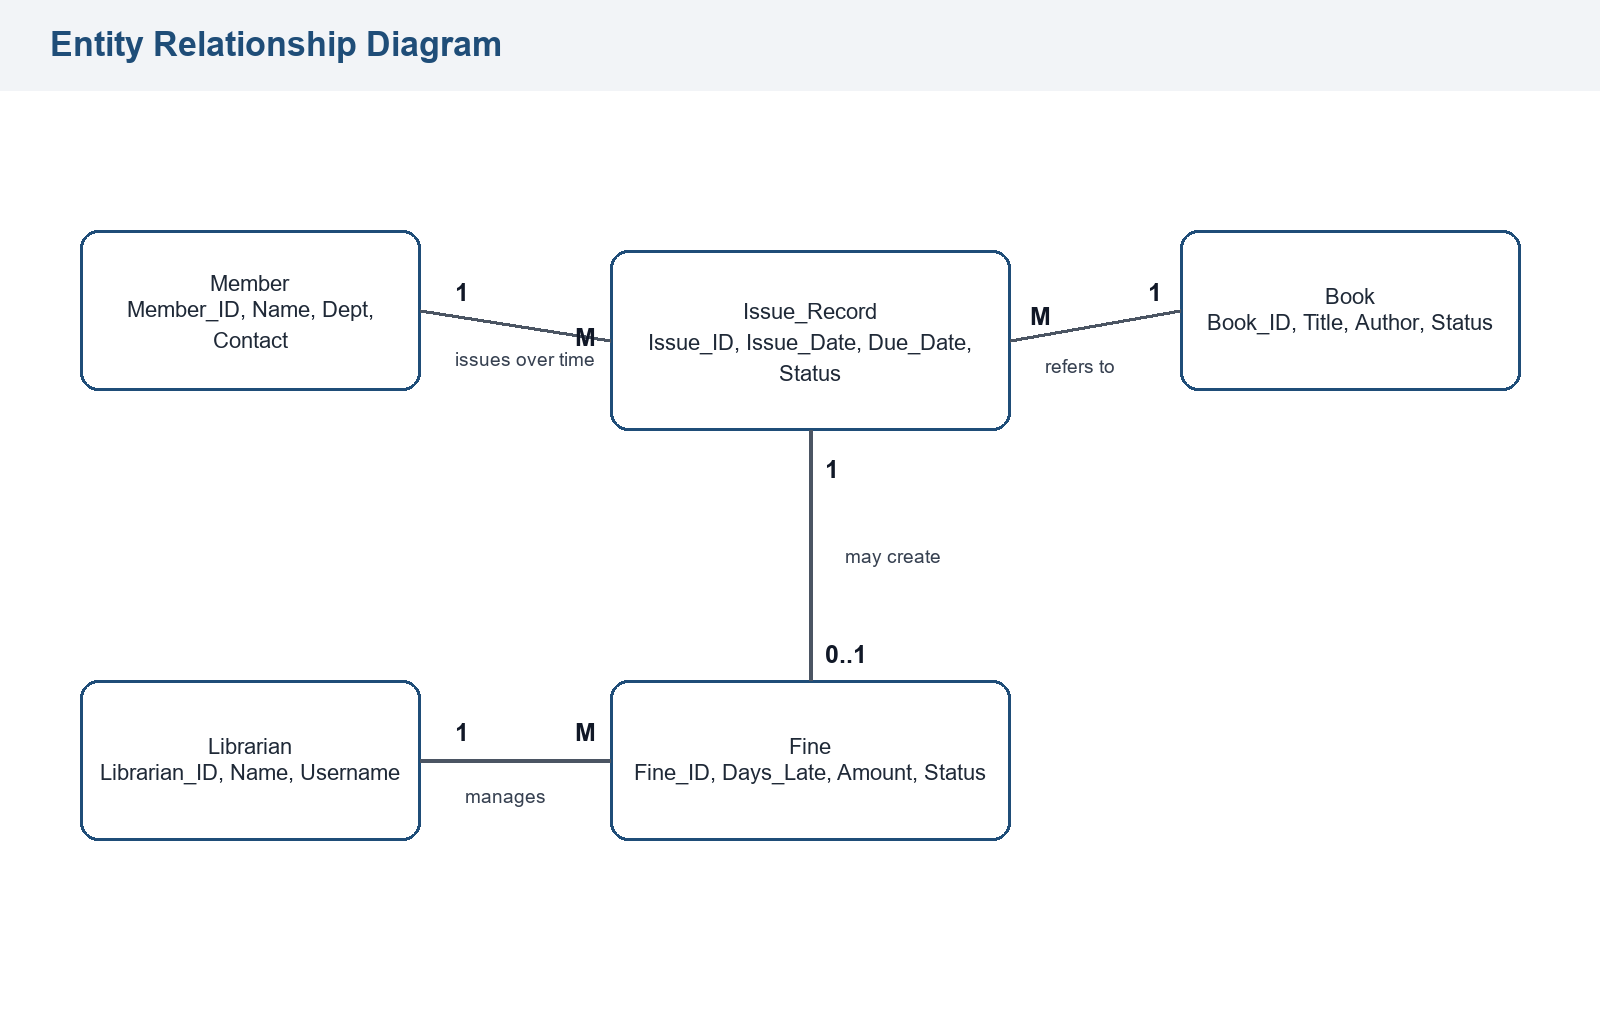 Entity Relationship Diagram
Member
Member_ID, Name, Dept,
Contact
1
M
issues over time
Issue_Record
Issue_ID, Issue_Date, Due_Date,
Status
M
1
refers to
Book
Book_ID, Title, Author, Status
1
may create
0..1
Librarian
Librarian_ID, Name, Username
1
M
manages
Fine
Fine_ID, Days_Late, Amount, Status